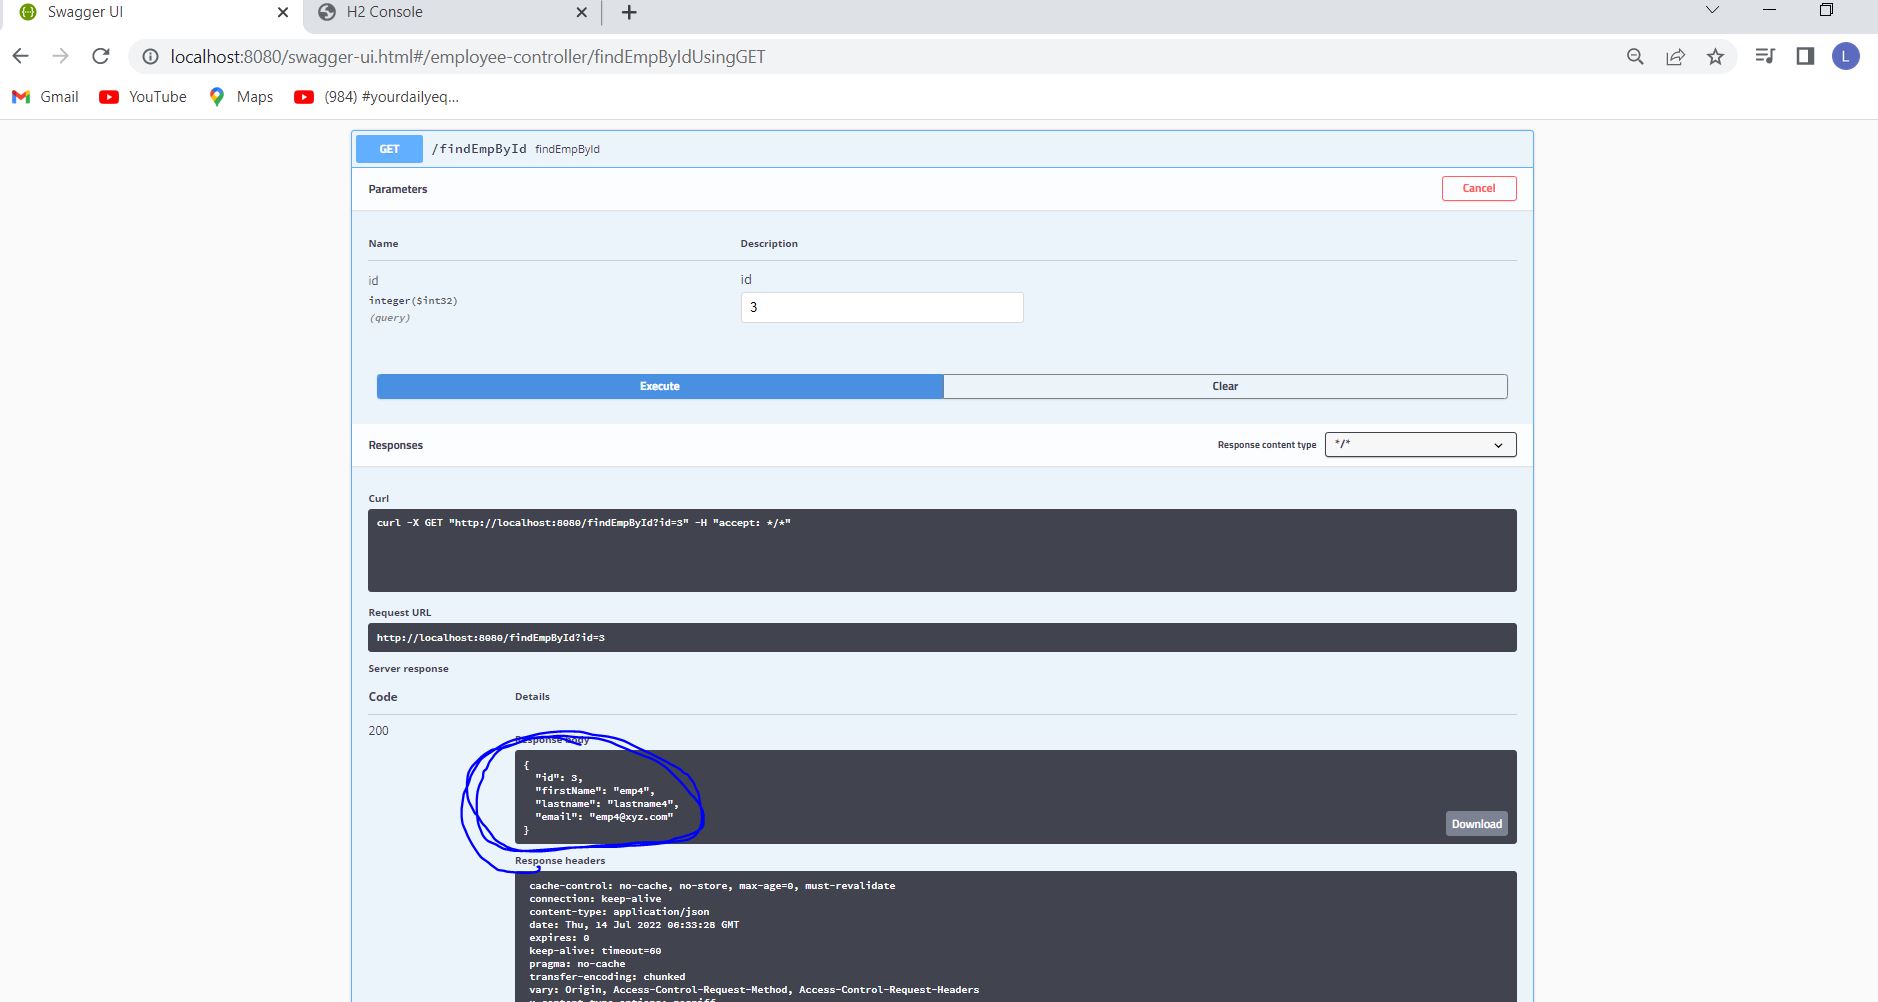 Swagger UI
H2 Console
localhost:8080/swagger-ui.html#/employee-controller/findEmpByIdUsingGET
L
Gmail
YouTube
Maps
(984) #yourdailyeq...
GET /findEmpById findEmpById
Parameters
Cancel
Name Description
id
integer($int32)
(query)
id
3
Execute
Clear
Responses
Response content type
*/*
Curl
curl -X GET "http://localhost:8080/findEmpById?id=3" -H "accept: */*"
Request URL
http://localhost:8080/findEmpById?id=3
Server response
Code Details
200
Response body
{
"id": 3,
"firstName": "emp4",
"lastname": "lastname4",
"email": "emp4@xyz.com"
}
Download
Response headers
cache-control: no-cache, no-store, max-age=0, must-revalidate
connection: keep-alive
content-type: application/json
date: Thu, 14 Jul 2022 06:33:28 GMT
expires: 0
keep-alive: timeout=60
pragma: no-cache
transfer-encoding: chunked
vary: Origin, Access-Control-Request-Method, Access-Control-Request-Headers